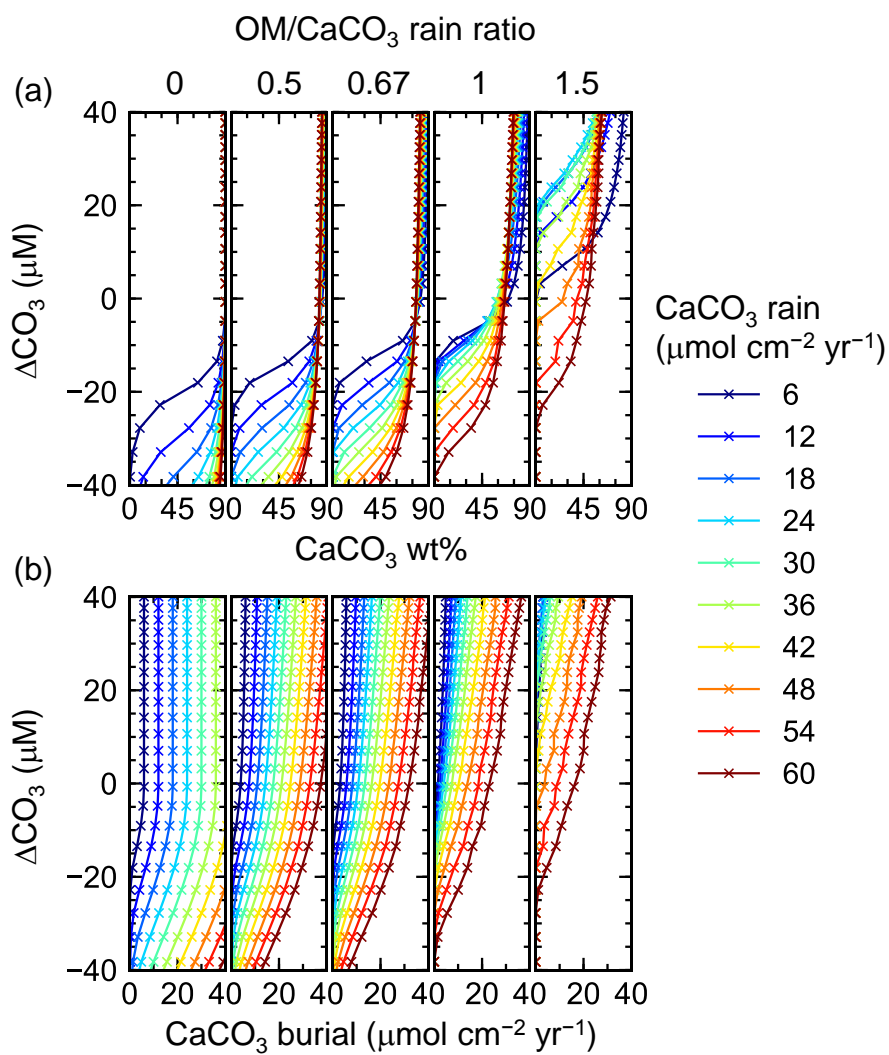 OM/CaCO₃ rain ratio
(a) 0 0.5 0.67 1 1.5
40
20
0
−20
−40
ΔCO₃ (μM)
0 45 90 45 90 45 90 45 90 45 90
CaCO₃ wt%
CaCO₃ rain
(μmol cm⁻² yr⁻¹)
6
12
18
24
30
36
42
48
54
60
(b)
40
20
0
−20
−40
ΔCO₃ (μM)
0 20 40 20 40 20 40 20 40 20 40
CaCO₃ burial (μmol cm⁻² yr⁻¹)